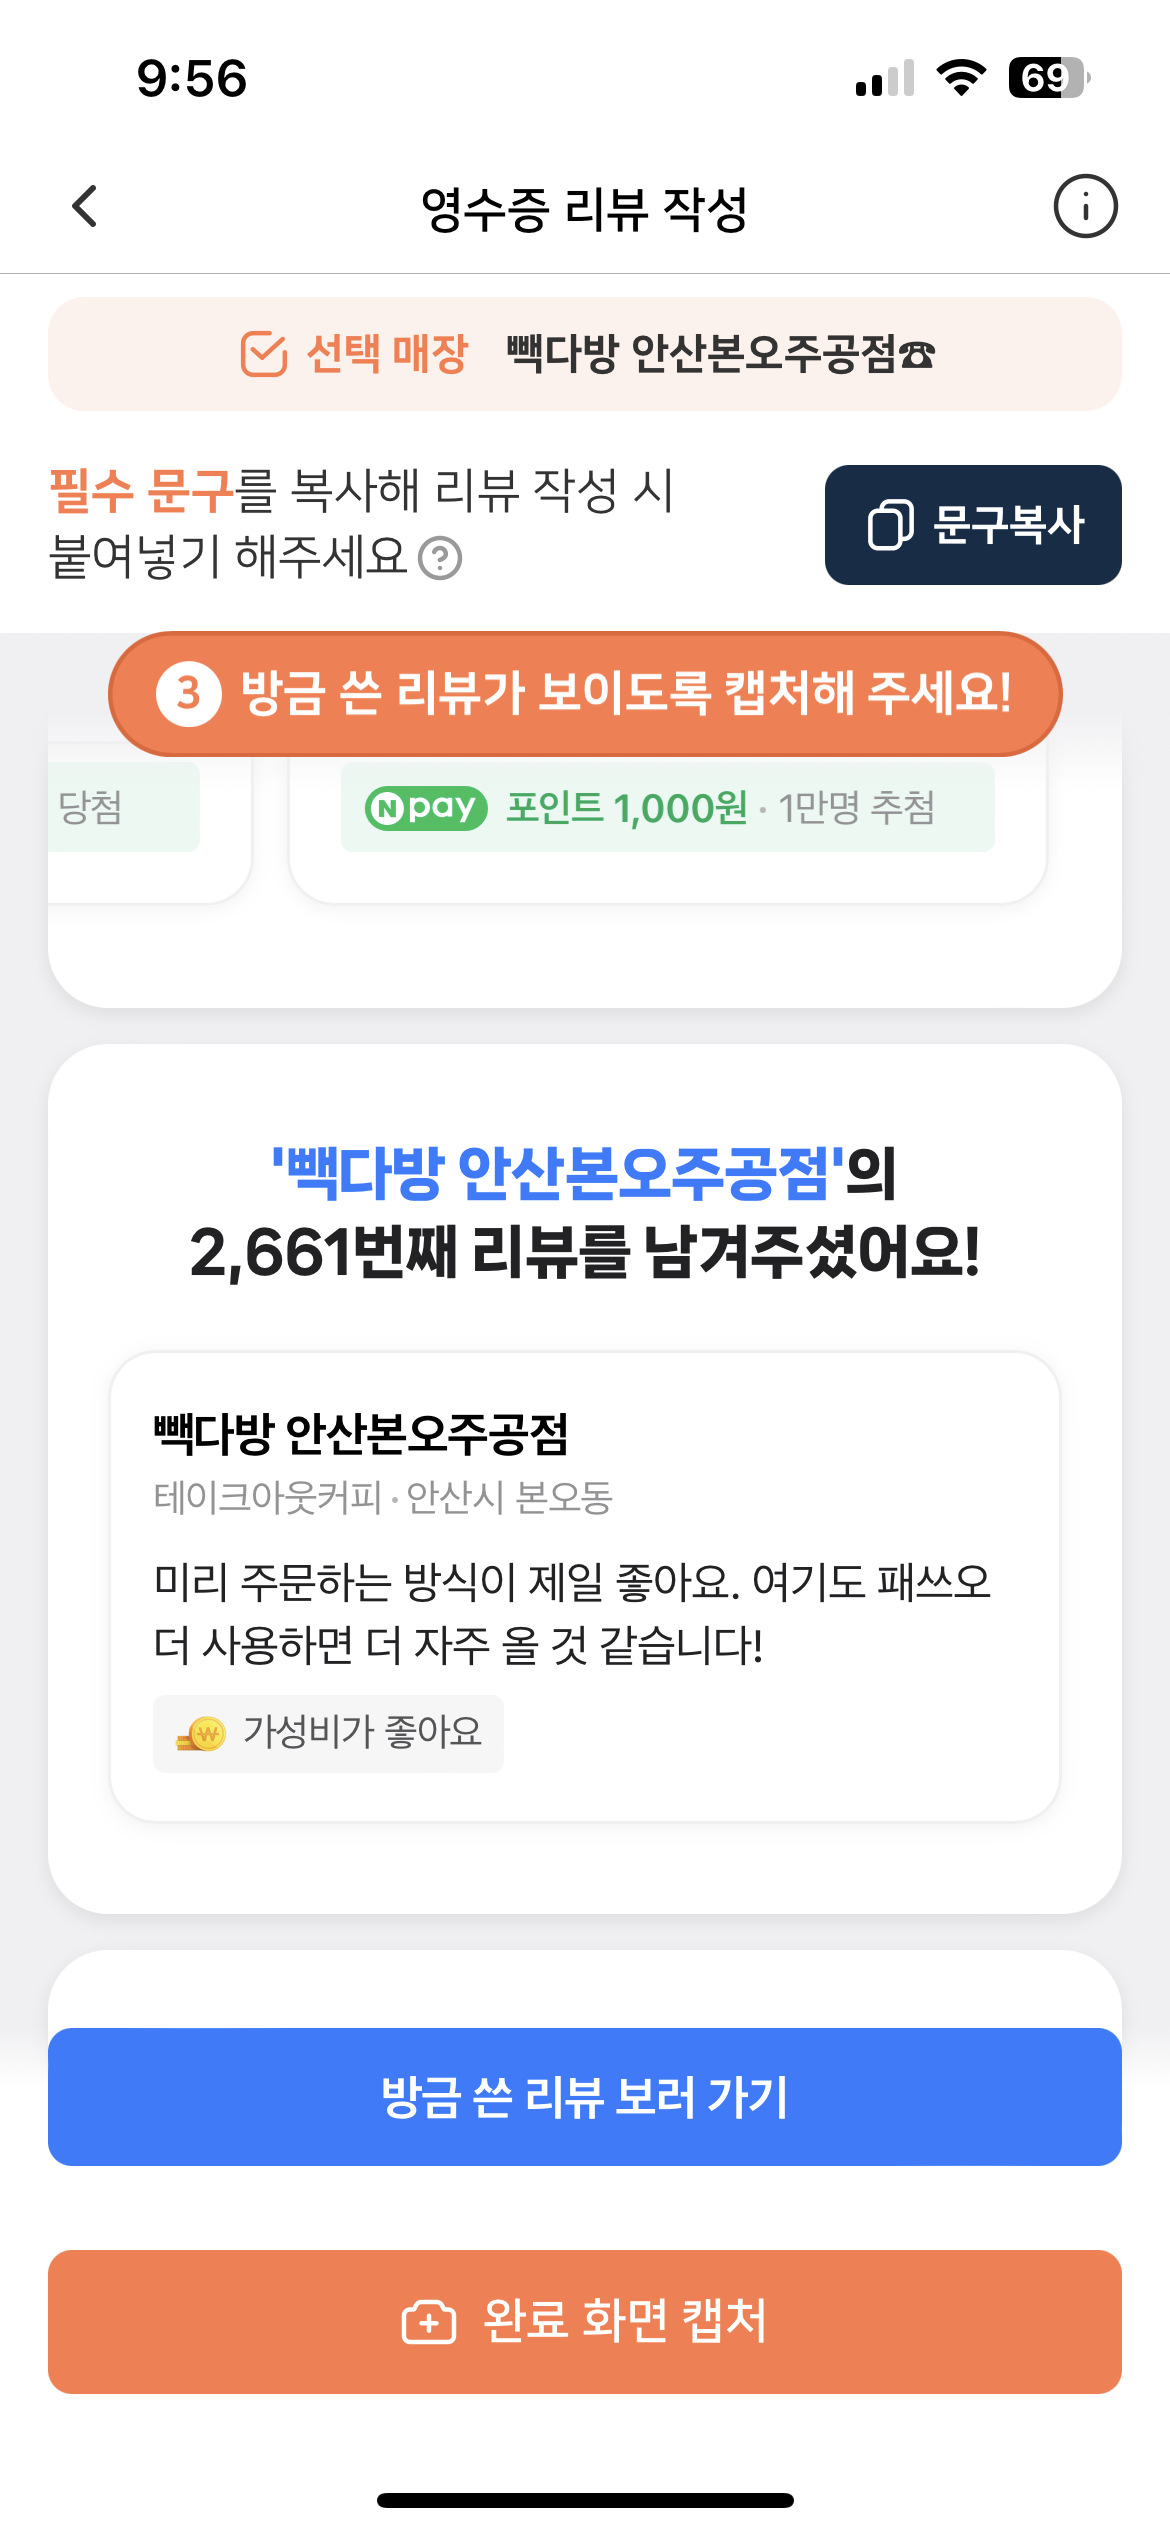 9:56
69
영수증 리뷰 작성
선택 매장 빽다방 안산본오주공점☎
필수 문구를 복사해 리뷰 작성 시
붙여넣기 해주세요
문구복사
3 방금 쓴 리뷰가 보이도록 캡처해 주세요!
당첨
N pay 포인트 1,000원 · 1만명 추첨
'빽다방 안산본오주공점'의
2,661번째 리뷰를 남겨주셨어요!
빽다방 안산본오주공점
테이크아웃커피 · 안산시 본오동
미리 주문하는 방식이 제일 좋아요. 여기도 패쓰오
더 사용하면 더 자주 올 것 같습니다!
가성비가 좋아요
방금 쓴 리뷰 보러 가기
완료 화면 캡처